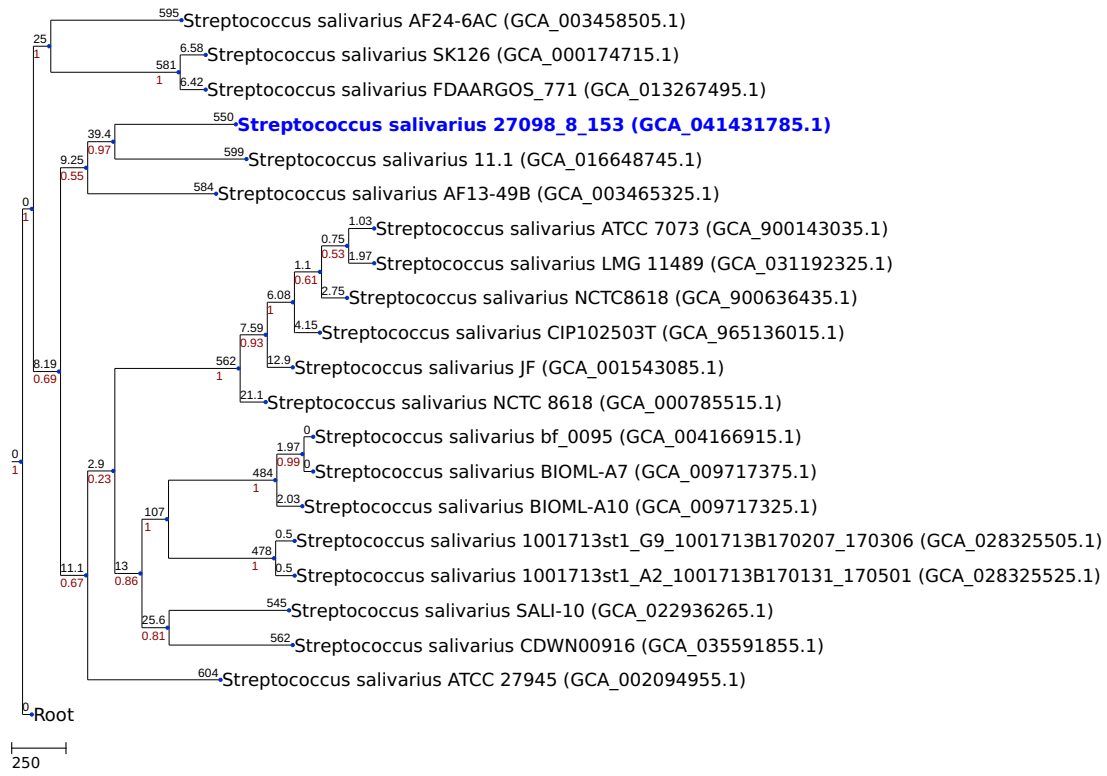 595 Streptococcus salivarius AF24-6AC (GCA_003458505.1)
25
1
6.58 Streptococcus salivarius SK126 (GCA_000174715.1)
581
1
6.42 Streptococcus salivarius FDAARGOS_771 (GCA_013267495.1)
550 Streptococcus salivarius 27098_8_153 (GCA_041431785.1)
39.4
0.97
599 Streptococcus salivarius 11.1 (GCA_016648745.1)
9.25
0.55
584 Streptococcus salivarius AF13-49B (GCA_003465325.1)
0
1
1.03 Streptococcus salivarius ATCC 7073 (GCA_900143035.1)
0.75
0.53
1.97 Streptococcus salivarius LMG 11489 (GCA_031192325.1)
1.1
0.61
2.75 Streptococcus salivarius NCTC8618 (GCA_900636435.1)
6.08
1
4.15 Streptococcus salivarius CIP102503T (GCA_965136015.1)
7.59
0.93
12.9 Streptococcus salivarius JF (GCA_001543085.1)
562
1
8.19
0.69
21.1 Streptococcus salivarius NCTC 8618 (GCA_000785515.1)
0 Streptococcus salivarius bf_0095 (GCA_004166915.1)
1.97
0.99
0 Streptococcus salivarius BIOML-A7 (GCA_009717375.1)
484
1
2.9
0.23
0
1
2.03 Streptococcus salivarius BIOML-A10 (GCA_009717325.1)
107
1
0.5 Streptococcus salivarius 1001713st1_G9_1001713B170207_170306 (GCA_028325505.1)
478
1
0.5 Streptococcus salivarius 1001713st1_A2_1001713B170131_170501 (GCA_028325525.1)
13
0.86
11.1
0.67
545 Streptococcus salivarius SALI-10 (GCA_022936265.1)
25.6
0.81
562 Streptococcus salivarius CDWN00916 (GCA_035591855.1)
604 Streptococcus salivarius ATCC 27945 (GCA_002094955.1)
0 Root
250